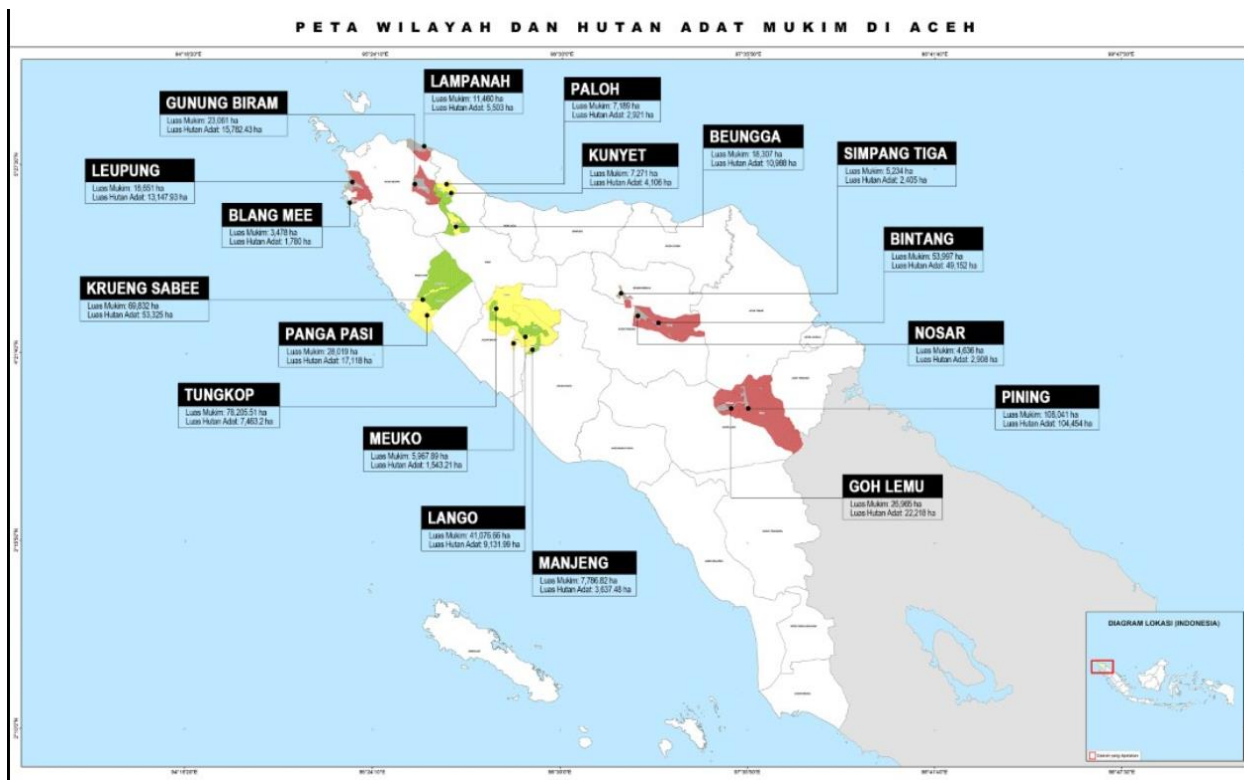 PETA WILAYAH DAN HUTAN ADAT MUKIM DI ACEH
LAMPANAH
Luas Mukim: 11,460 ha
Luas Hutan Adat: 5,503 ha
PALOH
Luas Mukim: 7,189 ha
Luas Hutan Adat: 2,921 ha
GUNUNG BIRAM
Luas Mukim: 23,081 ha
Luas Hutan Adat: 15,782.43 ha
BEUNGGA
Luas Mukim: 18,307 ha
Luas Hutan Adat: 10,988 ha
KUNYET
Luas Mukim: 7,271 ha
Luas Hutan Adat: 4,106 ha
SIMPANG TIGA
Luas Mukim: 5,234 ha
Luas Hutan Adat: 2,405 ha
LEUPUNG
Luas Mukim: 16,551 ha
Luas Hutan Adat: 13,147.93 ha
BLANG MEE
Luas Mukim: 3,478 ha
Luas Hutan Adat: 1,780 ha
BINTANG
Luas Mukim: 53,997 ha
Luas Hutan Adat: 49,152 ha
KRUENG SABEE
Luas Mukim: 69,832 ha
Luas Hutan Adat: 53,325 ha
PANGA PASI
Luas Mukim: 28,019 ha
Luas Hutan Adat: 17,118 ha
NOSAR
Luas Mukim: 4,636 ha
Luas Hutan Adat: 2,908 ha
TUNGKOP
Luas Mukim: 78,205.51 ha
Luas Hutan Adat: 7,463.2 ha
PINING
Luas Mukim: 108,041 ha
Luas Hutan Adat: 104,454 ha
MEUKO
Luas Mukim: 5,967.89 ha
Luas Hutan Adat: 1,543.21 ha
GOH LEMU
Luas Mukim: 26,965 ha
Luas Hutan Adat: 22,218 ha
LANGO
Luas Mukim: 41,075.66 ha
Luas Hutan Adat: 9,131.99 ha
MANJENG
Luas Mukim: 7,786.82 ha
Luas Hutan Adat: 3,637.48 ha
DIAGRAM LOKASI (INDONESIA)
Daerah yang dipetakan